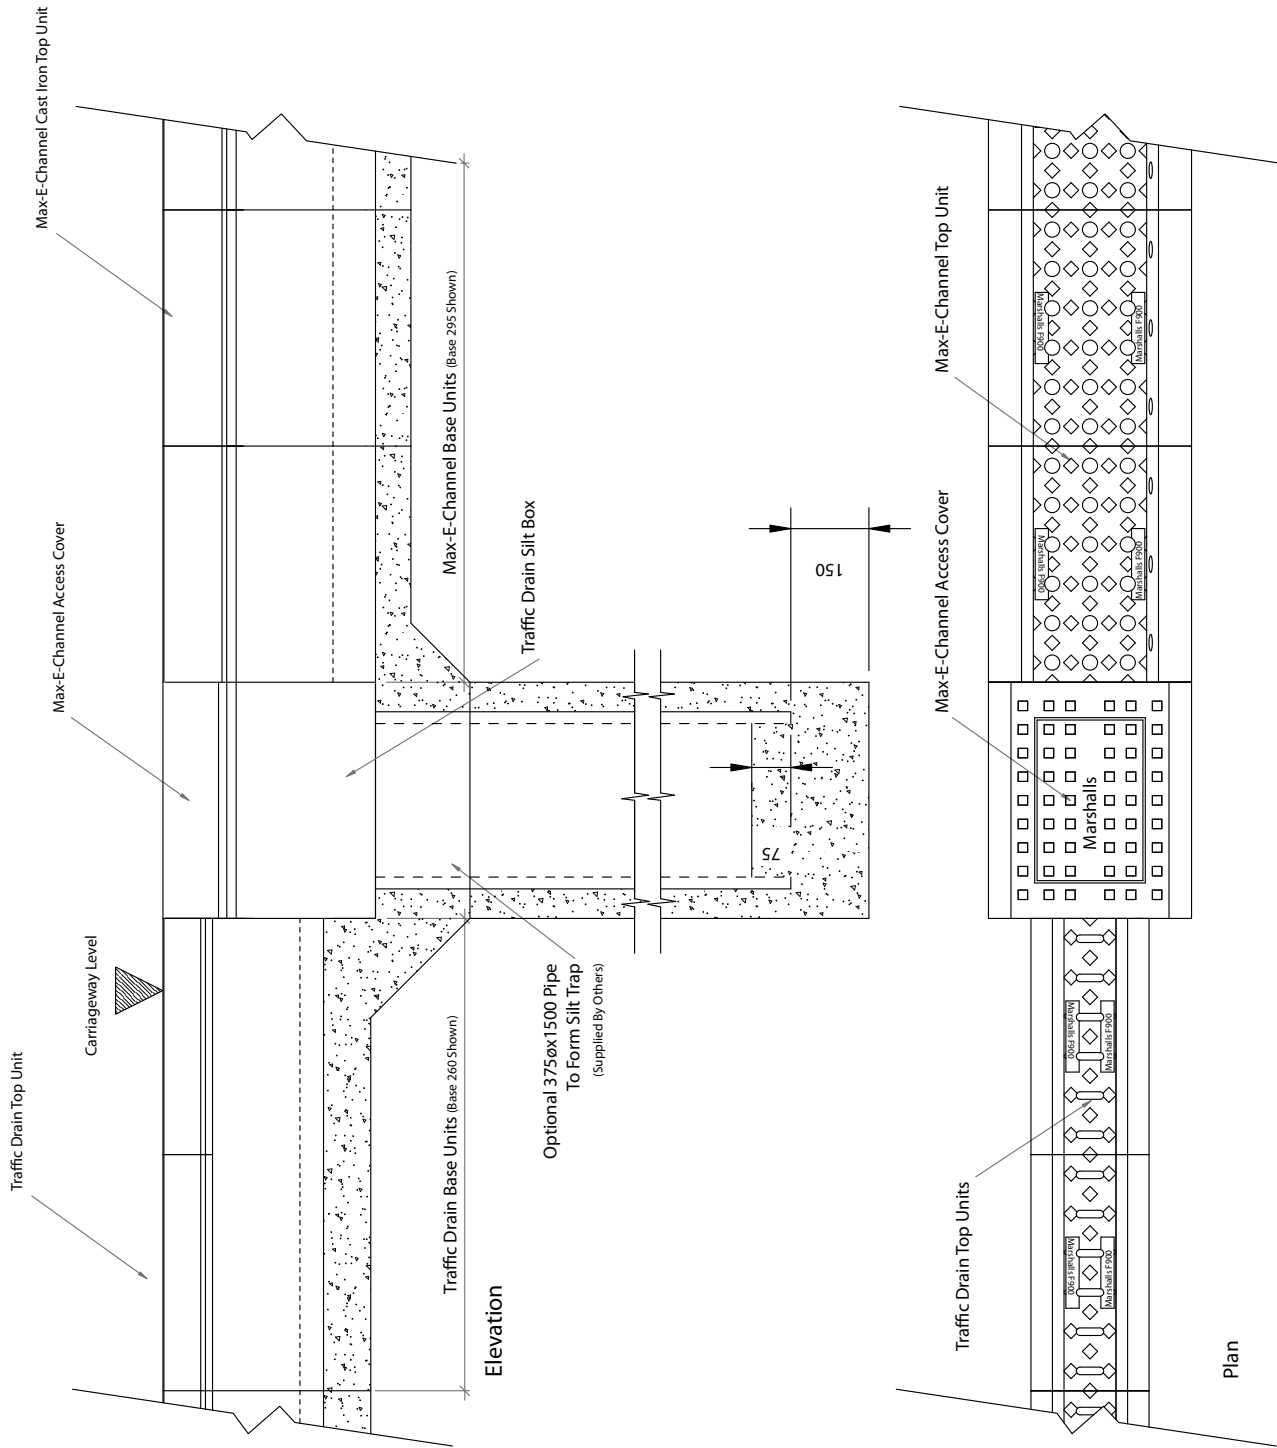 Traffic Drain Top Unit
Carriageway Level
Max-E-Channel Access Cover
Max-E-Channel Cast Iron Top Unit
Traffic Drain Base Units (Base 260 Shown)
Max-E-Channel Base Units (Base 295 Shown)
Traffic Drain Silt Box
Optional 375øx1500 Pipe
To Form Silt Trap
(Supplied By Others)
75
150
Elevation
Traffic Drain Top Units
Max-E-Channel Access Cover
Max-E-Channel Top Unit
Marshalls F900
Marshalls F900
Marshalls F900
Marshalls F900
Marshalls
Marshalls F900
Marshalls F900
Marshalls F900
Marshalls F900
Plan